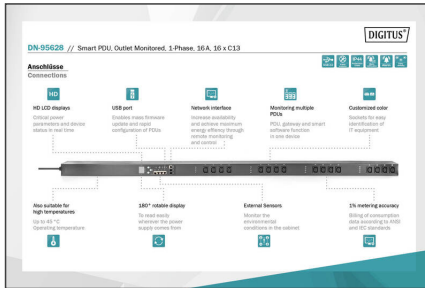 DIGITUS®
DN-95628 // Smart PDU, Outlet Monitored, 1-Phase, 16 A, 16 x C13
Anschlüsse
Connections
HD
HD LCD displays
Critical power
parameters and device
status in real time
USB port
Enables mass firmware
update and rapid
configuration of PDUs
Network interface
Increase availability
and achieve maximum
energy effiency through
remote monitoring
and control
Monitoring multiple
PDUs
PDU, gateway and smart
software function
in one device
Customized color
Sockets for easy
identification of
IT equipment
Also suitable for
high temperatures
Up to 45 °C
Operating temperature
180° rotable display
To read easily
wherever the power
supply comes from
External Sensors
Monitor the
environmental
conditions in the cabinet
1% metering accuracy
Billing of consumption
data according to ANSI
and IEC standards